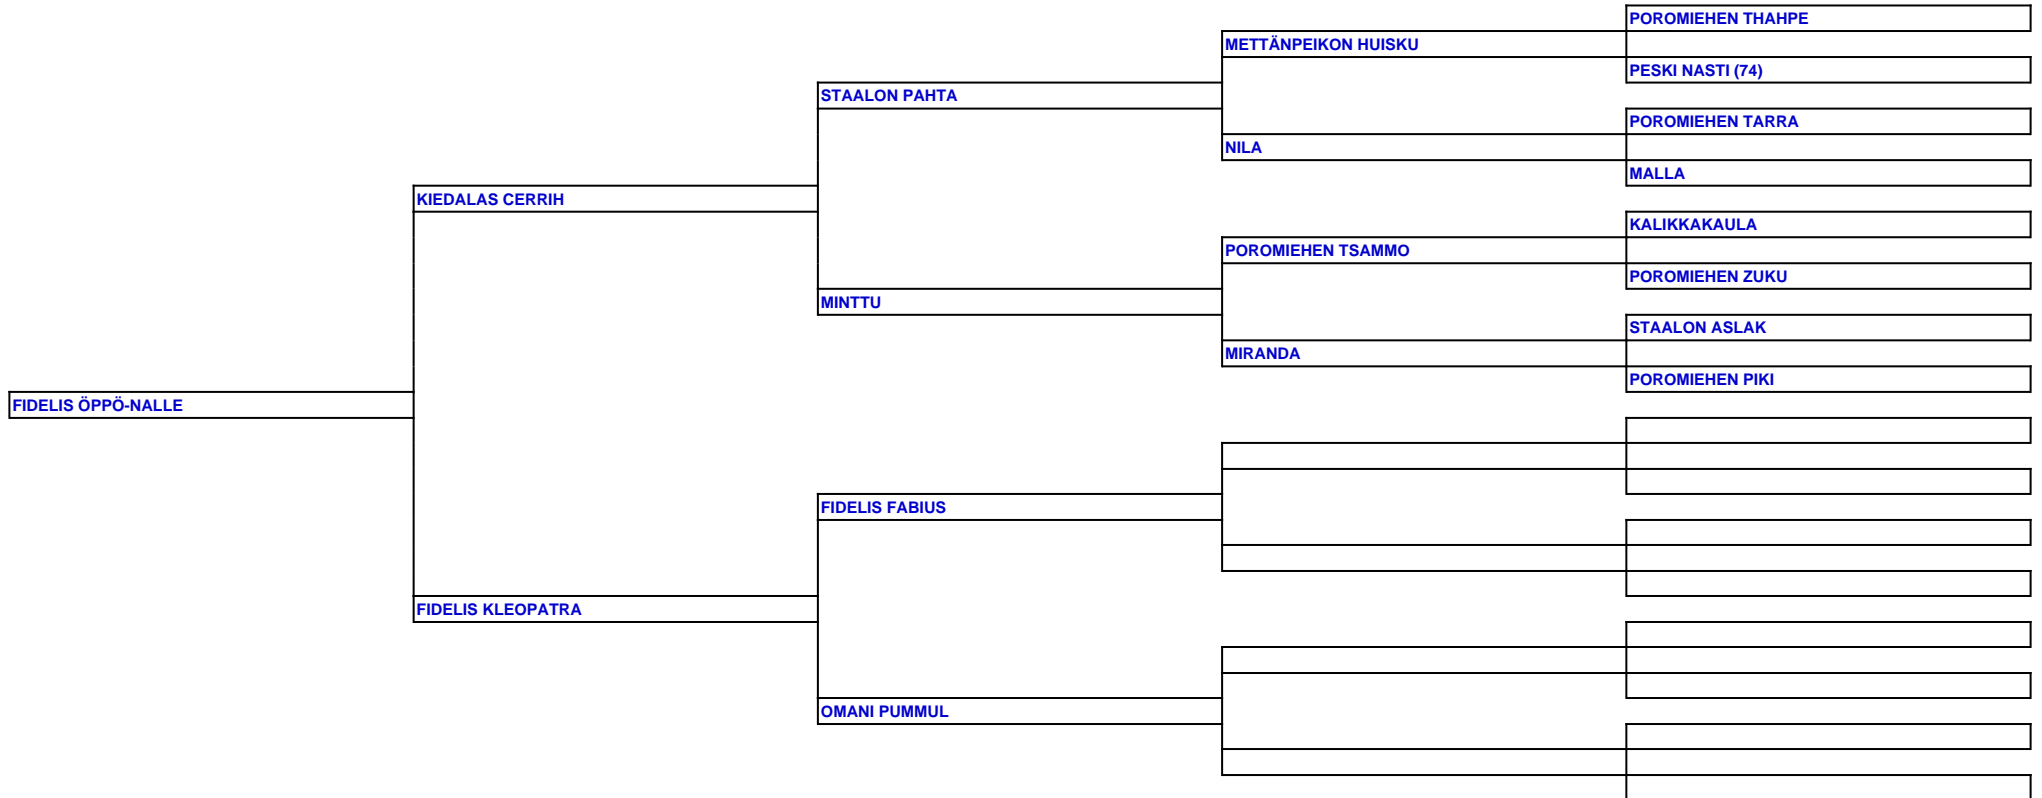 POROMIEHEN THAHPE
METTÄNPEIKON HUISKU
PESKI NASTI (74)
STAALON PAHTA
POROMIEHEN TARRA
NILA
MALLA
KIEDALAS CERRIH
KALIKKAKAULA
POROMIEHEN TSAMMO
POROMIEHEN ZUKU
MINTTU
STAALON ASLAK
MIRANDA
POROMIEHEN PIKI
FIDELIS ÖPPÖ-NALLE
FIDELIS FABIUS
FIDELIS KLEOPATRA
OMANI PUMMUL